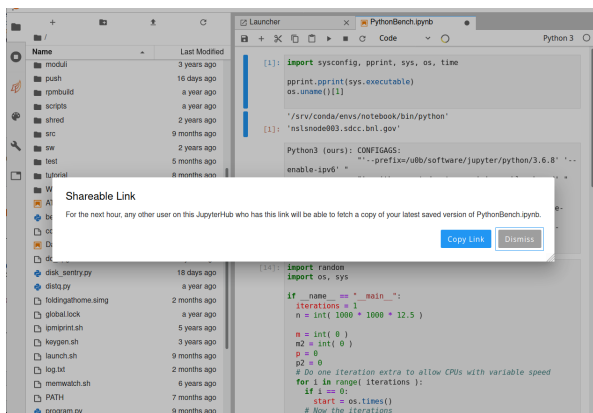 Launcher
PythonBench.ipynb
/
Code
Python 3
Name
Last Modified
moduli
3 years ago
push
16 days ago
rpmbuild
a year ago
scripts
a year ago
shred
2 years ago
src
9 months ago
sw
2 years ago
test
5 months ago
tutorial
8 months ago
disk_sentry.py
18 days ago
distq.py
a year ago
foldingathome.simg
2 months ago
global.lock
a year ago
ipmiprint.sh
5 years ago
keygen.sh
3 years ago
launch.sh
9 months ago
log.txt
2 months ago
memwatch.sh
6 years ago
PATH
7 months ago
program.py
9 months ago
[1]: import sysconfig, pprint, sys, os, time
pprint.pprint(sys.executable)
os.uname()[1]
'/srv/conda/envs/notebook/bin/python'
[1]: 'nlsnode003.sdcc.bnl.gov'
Python3 (ours): CONFIGAGS:
"'--prefix=/u0b/software/jupyter/python/3.6.8' '--
enable-ipv6' "
Shareable Link
For the next hour, any other user on this JupyterHub who has this link will be able to fetch a copy of your latest saved version of PythonBench.ipynb.
Copy Link
Dismiss
[14]: import random
import os, sys
if __name__ == "__main__":
iterations = 1
n = int( 1000 * 1000 * 12.5 )
m = int( 0 )
m2 = int( 0 )
p = 0
p2 = 0
# Do one iteration extra to allow CPUs with variable speed
for i in range( iterations ):
if i == 0:
start = os.times()
# Now the iterations